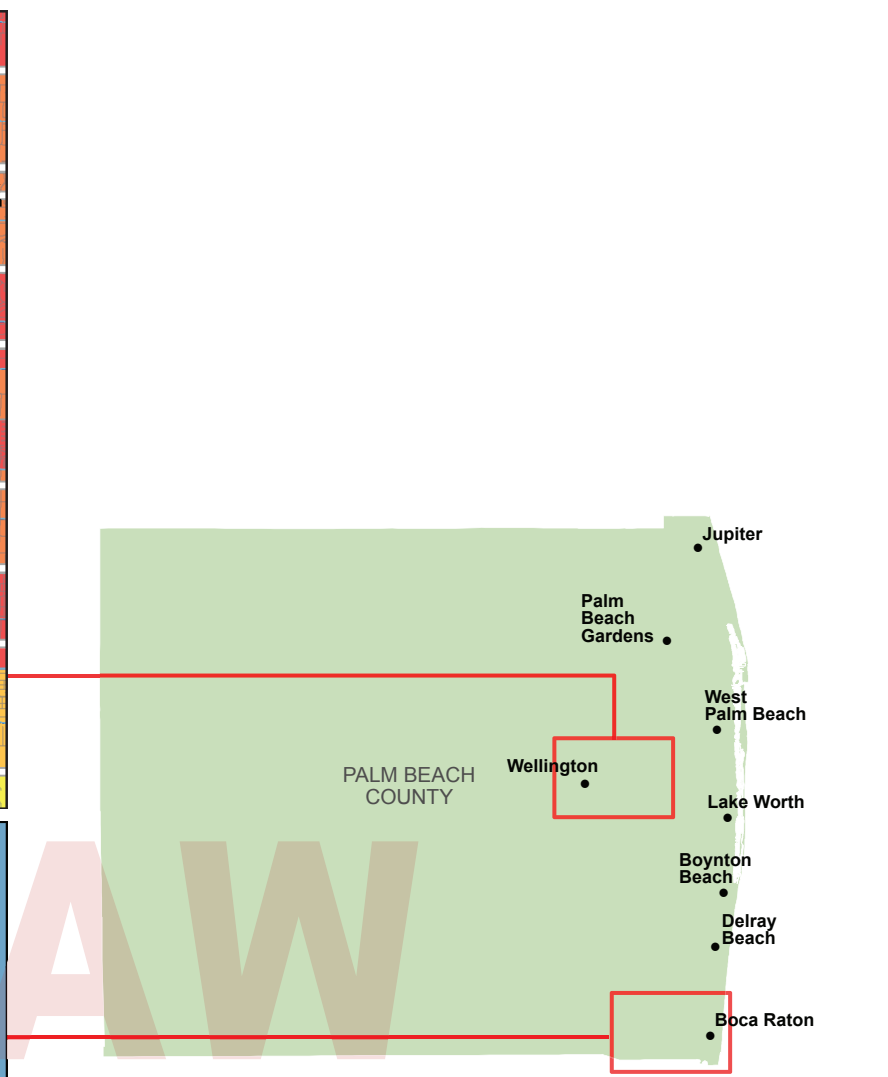 Jupiter
Palm
Beach
Gardens
West
Palm Beach
Wellington
PALM BEACH
COUNTY
Lake Worth
Boynton
Beach
Delray
Beach
Boca Raton
AW